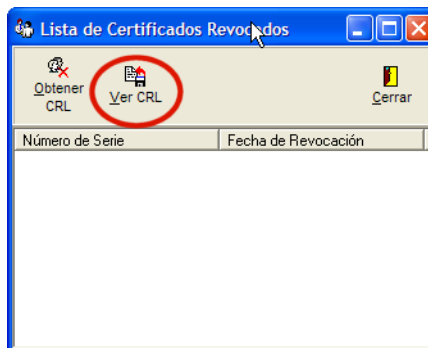 Lista de Certificados Revocados
Obtener
CRL
Ver CRL
Cerrar
Número de Serie
Fecha de Revocación